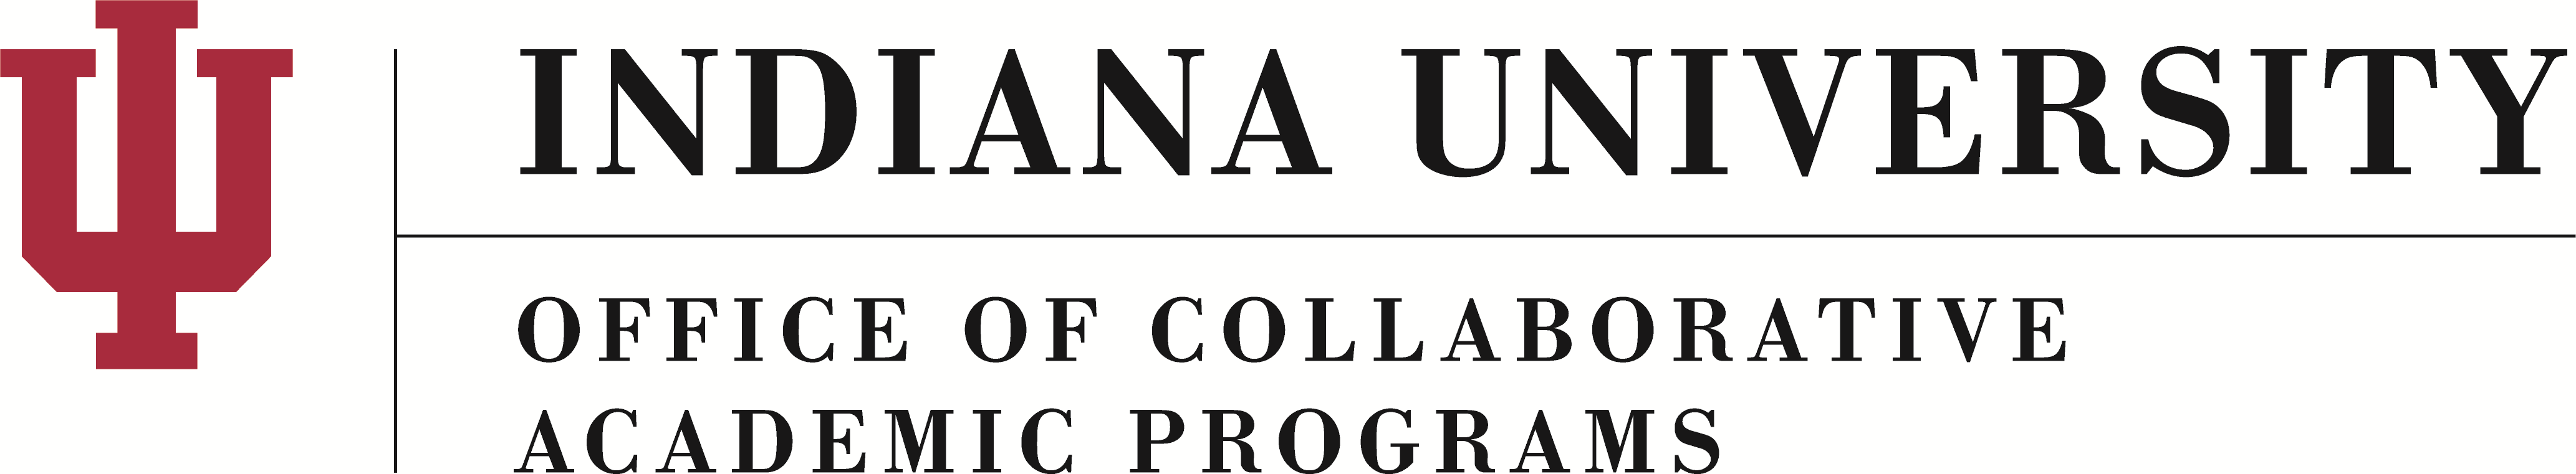 INDIANA UNIVERSITY
OFFICE OF COLLABORATIVE
ACADEMIC PROGRAMS